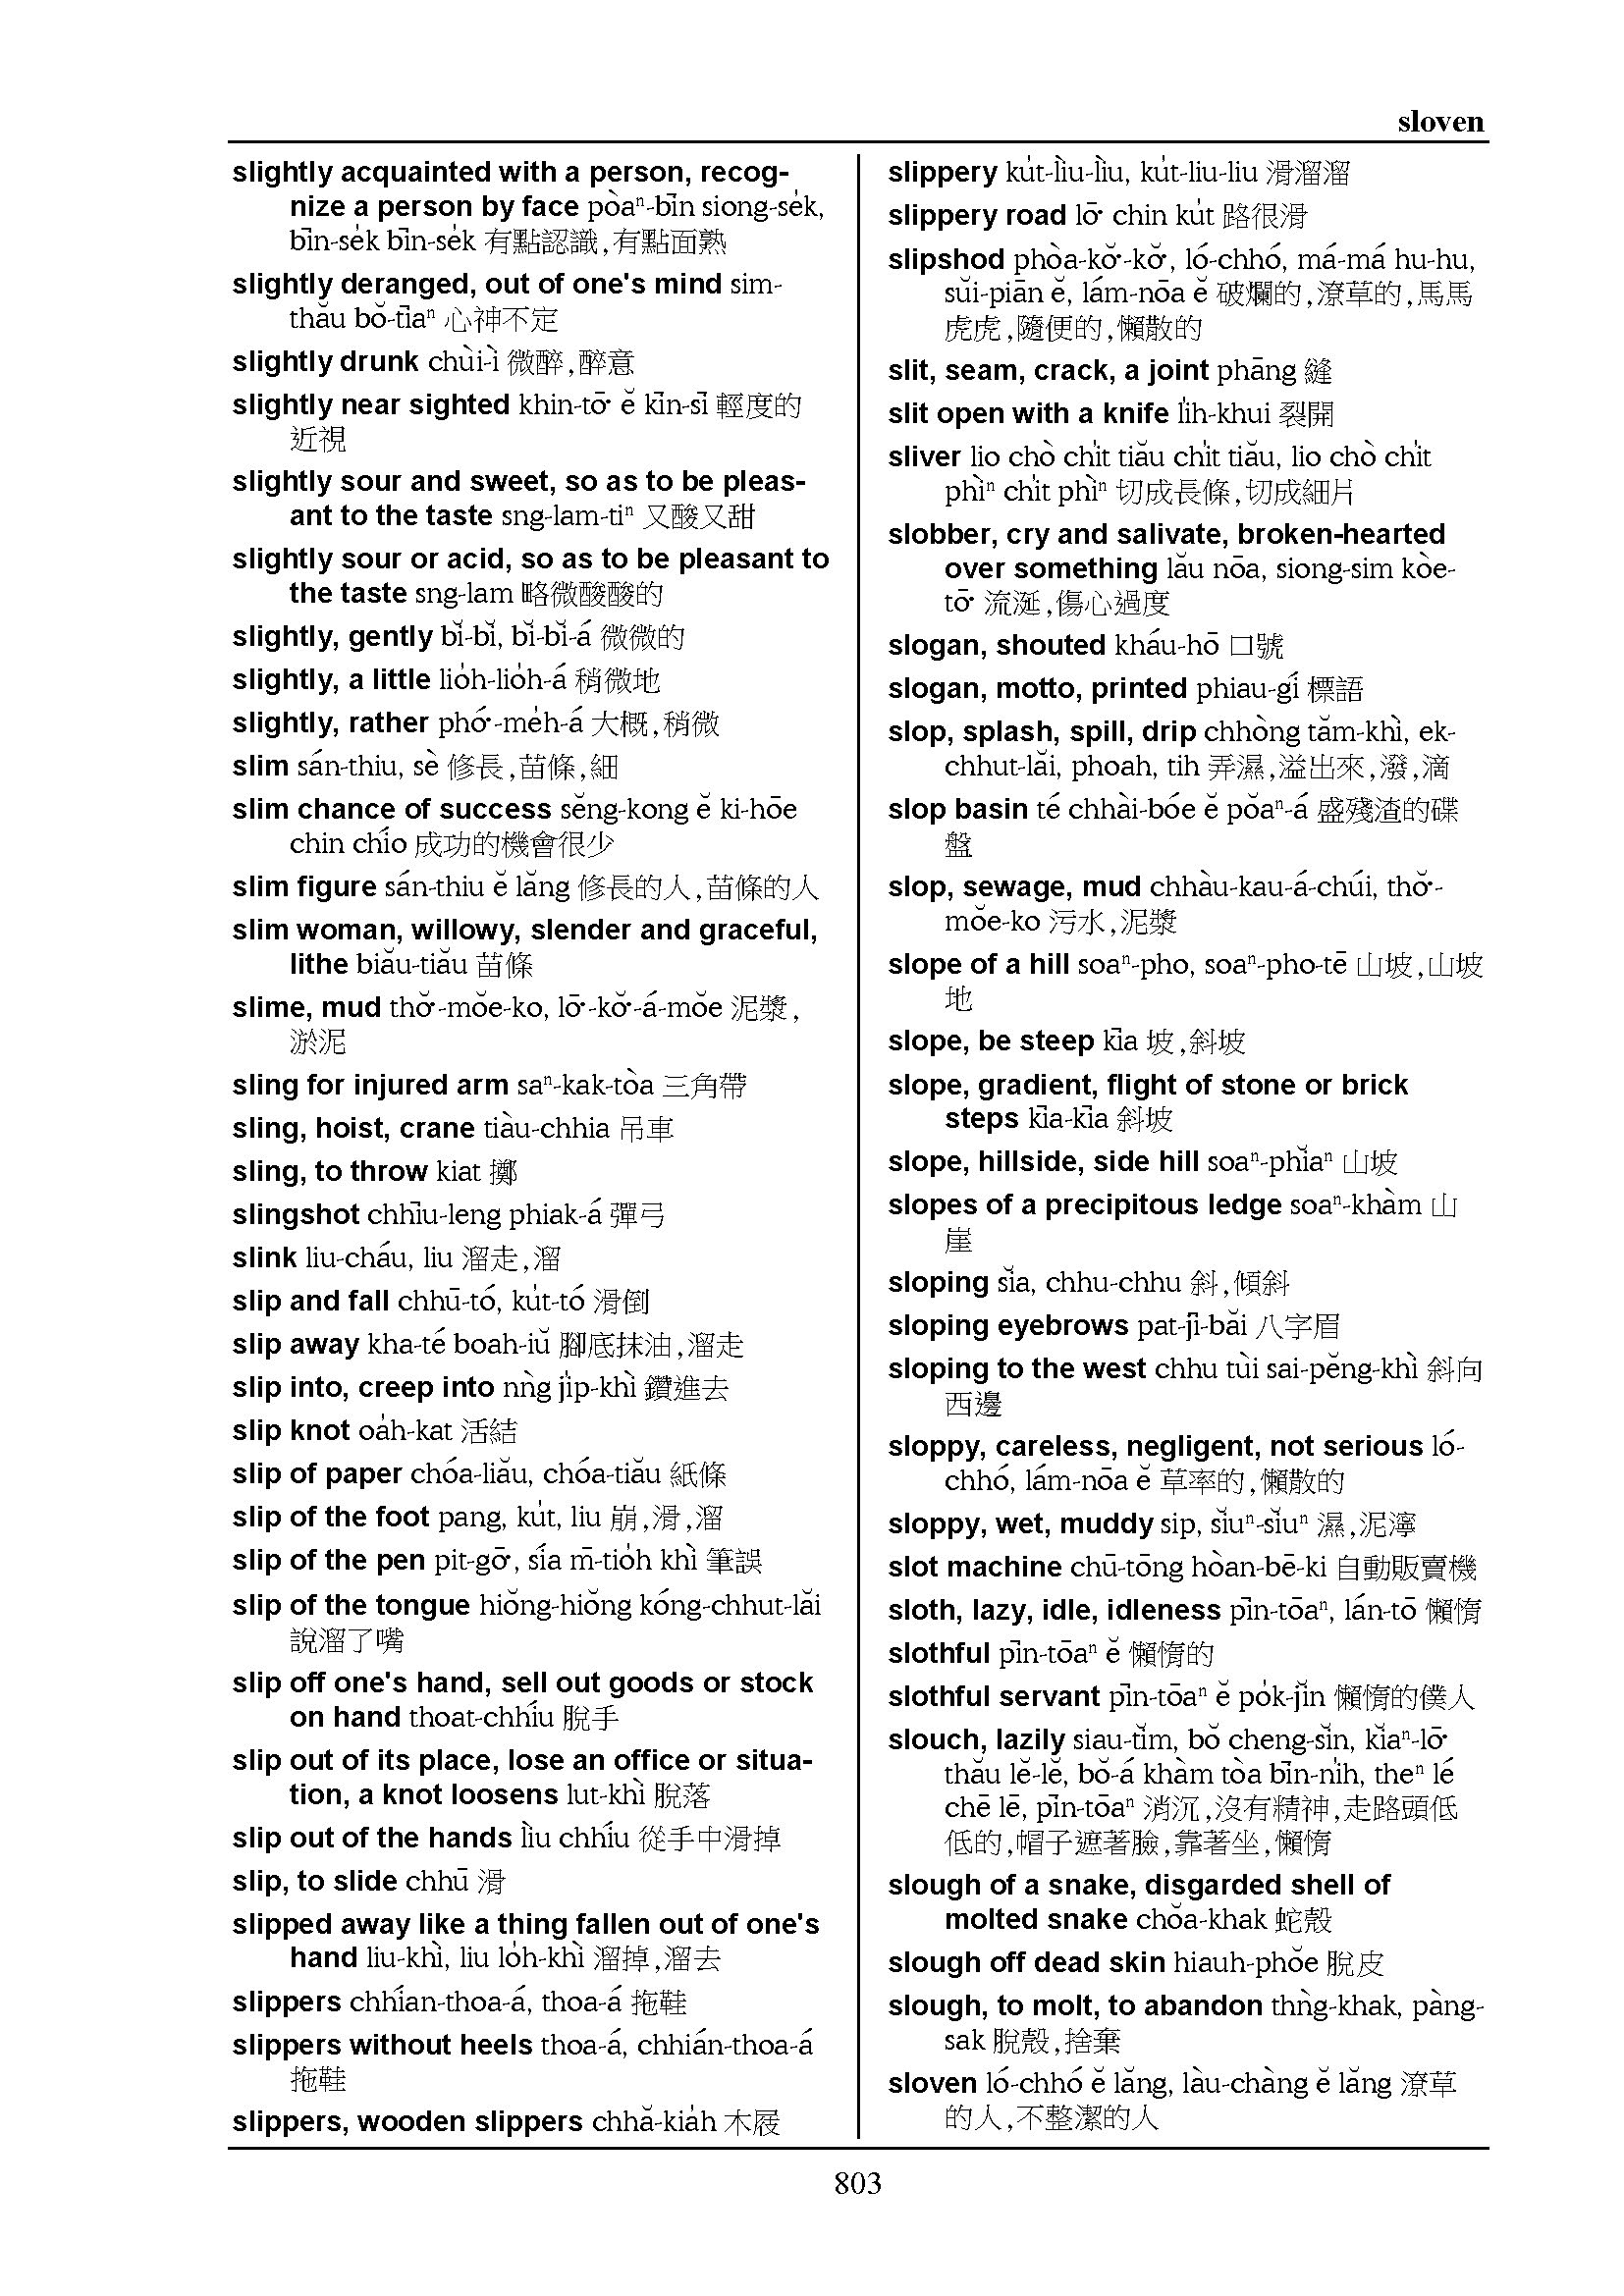 sloven
slightly acquainted with a person, recog-
nize a person by face pòaⁿ-bīn siong-se̍k,
bīn-se̍k bīn-se̍k 有點認識,有點面熟
slightly deranged, out of one's mind sim-
thău bŏ-tīaⁿ 心神不定
slightly drunk chùi-ì 微醉,醉意
slightly near sighted khin-tō͘ ĕ kīn-sī 輕度的
近視
slightly sour and sweet, so as to be pleas-
ant to the taste sng-lam-tiⁿ 又酸又甜
slightly sour or acid, so as to be pleasant to
the taste sng-lam 略微酸酸的
slightly, gently bĭ-bĭ, bĭ-bĭ-á 微微的
slightly, a little lio̍h-lio̍h-á 稍微地
slightly, rather phó͘-me̍h-á 大概,稍微
slim sán-thiu, sè 修長,苗條,細
slim chance of success sĕng-kong ĕ ki-hōe
chin chío 成功的機會很少
slim figure sán-thiu ĕ lăng 修長的人,苗條的人
slim woman, willowy, slender and graceful,
lithe biău-tiău 苗條
slime, mud thŏ͘-mŏe-ko, lō͘-kŏ͘-á-mŏe 泥漿,
淤泥
sling for injured arm saⁿ-kak-tòa 三角帶
sling, hoist, crane tiàu-chhia 吊車
sling, to throw kiat 擲
slingshot chhīu-leng phiak-á 彈弓
slink liu-cháu, liu 溜走,溜
slip and fall chhū-tó, ku̍t-tó 滑倒
slip away kha-té boah-iŭ 腳底抹油,溜走
slip into, creep into nǹg ji̍p-khì 鑽進去
slip knot oa̍h-kat 活結
slip of paper chóa-liău, chóa-tiău 紙條
slip of the foot pang, ku̍t, liu 崩,滑,溜
slip of the pen pit-gō͘, sía m̄-tio̍h khì 筆誤
slip of the tongue hiŏng-hiŏng kóng-chhut-lăi
說溜了嘴
slip off one's hand, sell out goods or stock
on hand thoat-chhíu 脫手
slip out of its place, lose an office or situa-
tion, a knot loosens lut-khì 脫落
slip out of the hands lìu chhíu 從手中滑掉
slip, to slide chhū 滑
slipped away like a thing fallen out of one's
hand liu-khì, liu lo̍h-khì 溜掉,溜去
slippers chhían-thoa-á, thoa-á 拖鞋
slippers without heels thoa-á, chhián-thoa-á
拖鞋
slippers, wooden slippers chhă-kia̍h 木屐
slippery ku̍t-lìu-lìu, ku̍t-liu-liu 滑溜溜
slippery road lō͘ chin ku̍t 路很滑
slipshod phòa-kŏ͘-kŏ͘, ló-chhó, má-má hu-hu,
sŭi-piān ĕ, lám-nōa ĕ 破爛的,潦草的,馬馬
虎虎,隨便的,懶散的
slit, seam, crack, a joint phāng 縫
slit open with a knife li̍h-khui 裂開
sliver lio chò chi̍t tiău chi̍t tiău, lio chò chi̍t
phìⁿ chi̍t phìⁿ 切成長條,切成細片
slobber, cry and salivate, broken-hearted
over something lău nōa, siong-sim kòe-
tō͘ 流涎,傷心過度
slogan, shouted kháu-hō 口號
slogan, motto, printed phiau-gí 標語
slop, splash, spill, drip chhòng tăm-khì, ek-
chhut-lăi, phoah, tih 弄濕,溢出來,潑,滴
slop basin té chhài-bóe ĕ pŏaⁿ-á 盛殘渣的碟
盤
slop, sewage, mud chhàu-kau-á-chúi, thŏ͘-
mŏe-ko 污水,泥漿
slope of a hill soaⁿ-pho, soaⁿ-pho-tē 山坡,山坡
地
slope, be steep kīa 坡,斜坡
slope, gradient, flight of stone or brick
steps kīa-kīa 斜坡
slope, hillside, side hill soaⁿ-phĭaⁿ 山坡
slopes of a precipitous ledge soaⁿ-khàm 山
崖
sloping sĭa, chhu-chhu 斜,傾斜
sloping eyebrows pat-jī-băi 八字眉
sloping to the west chhu tùi sai-pĕng-khì 斜向
西邊
sloppy, careless, negligent, not serious ló-
chhó, lám-nōa ĕ 草率的,懶散的
sloppy, wet, muddy sip, sĭuⁿ-sĭuⁿ 濕,泥濘
slot machine chū-tōng hòan-bē-ki 自動販賣機
sloth, lazy, idle, idleness pīn-tōaⁿ, lán-tō 懶惰
slothful pīn-tōaⁿ ĕ 懶惰的
slothful servant pīn-tōaⁿ ĕ po̍k-jĭn 懶惰的僕人
slouch, lazily siau-tĭm, bŏ cheng-sĭn, kĭaⁿ-lō͘
thău lĕ-lĕ, bŏ-á khàm tòa bīn-ni̍h, theⁿ lé
chē lē, pīn-tōaⁿ 消沉,沒有精神,走路頭低
低的,帽子遮著臉,靠著坐,懶惰
slough of a snake, disgarded shell of
molted snake chŏa-khak 蛇殼
slough off dead skin hiauh-phŏe 脫皮
slough, to molt, to abandon thǹg-khak, pàng-
sak 脫殼,捨棄
sloven ló-chhó ĕ lăng, làu-chàng ĕ lăng 潦草
的人,不整潔的人
803